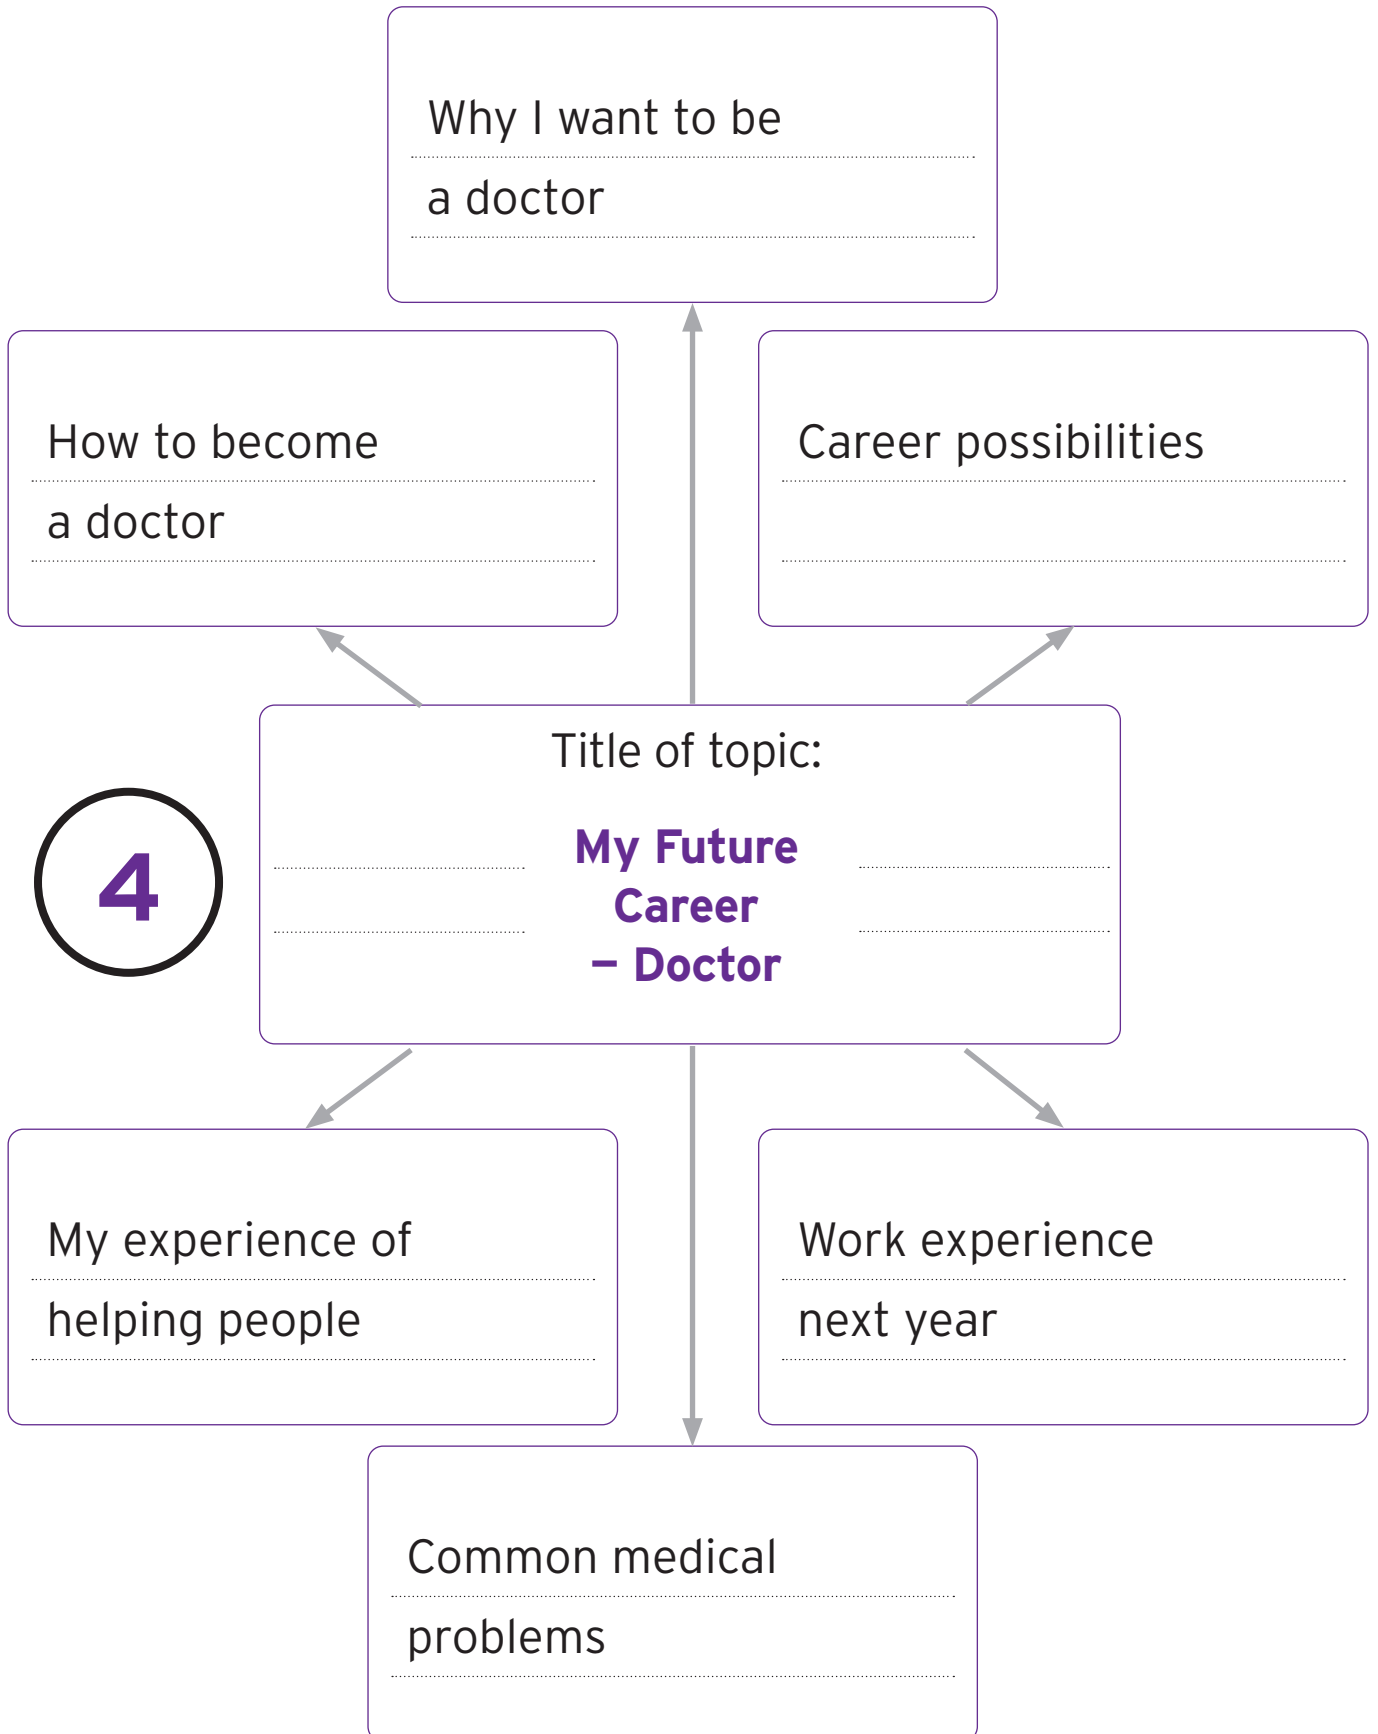 Why I want to be
a doctor
How to become
a doctor
Career possibilities
Title of topic:
My Future
Career
– Doctor
4
My experience of
helping people
Work experience
next year
Common medical
problems